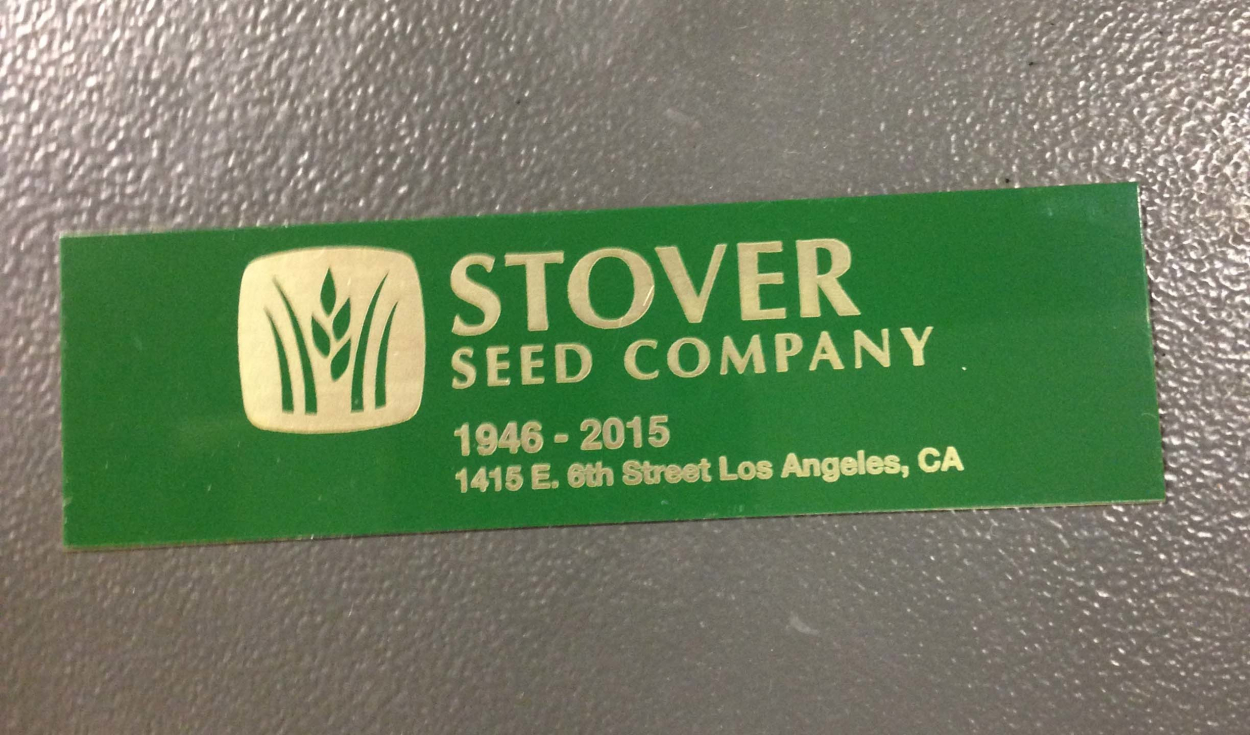 STOVER
SEED COMPANY
1946 - 2015
1415 E. 6th Street Los Angeles, CA